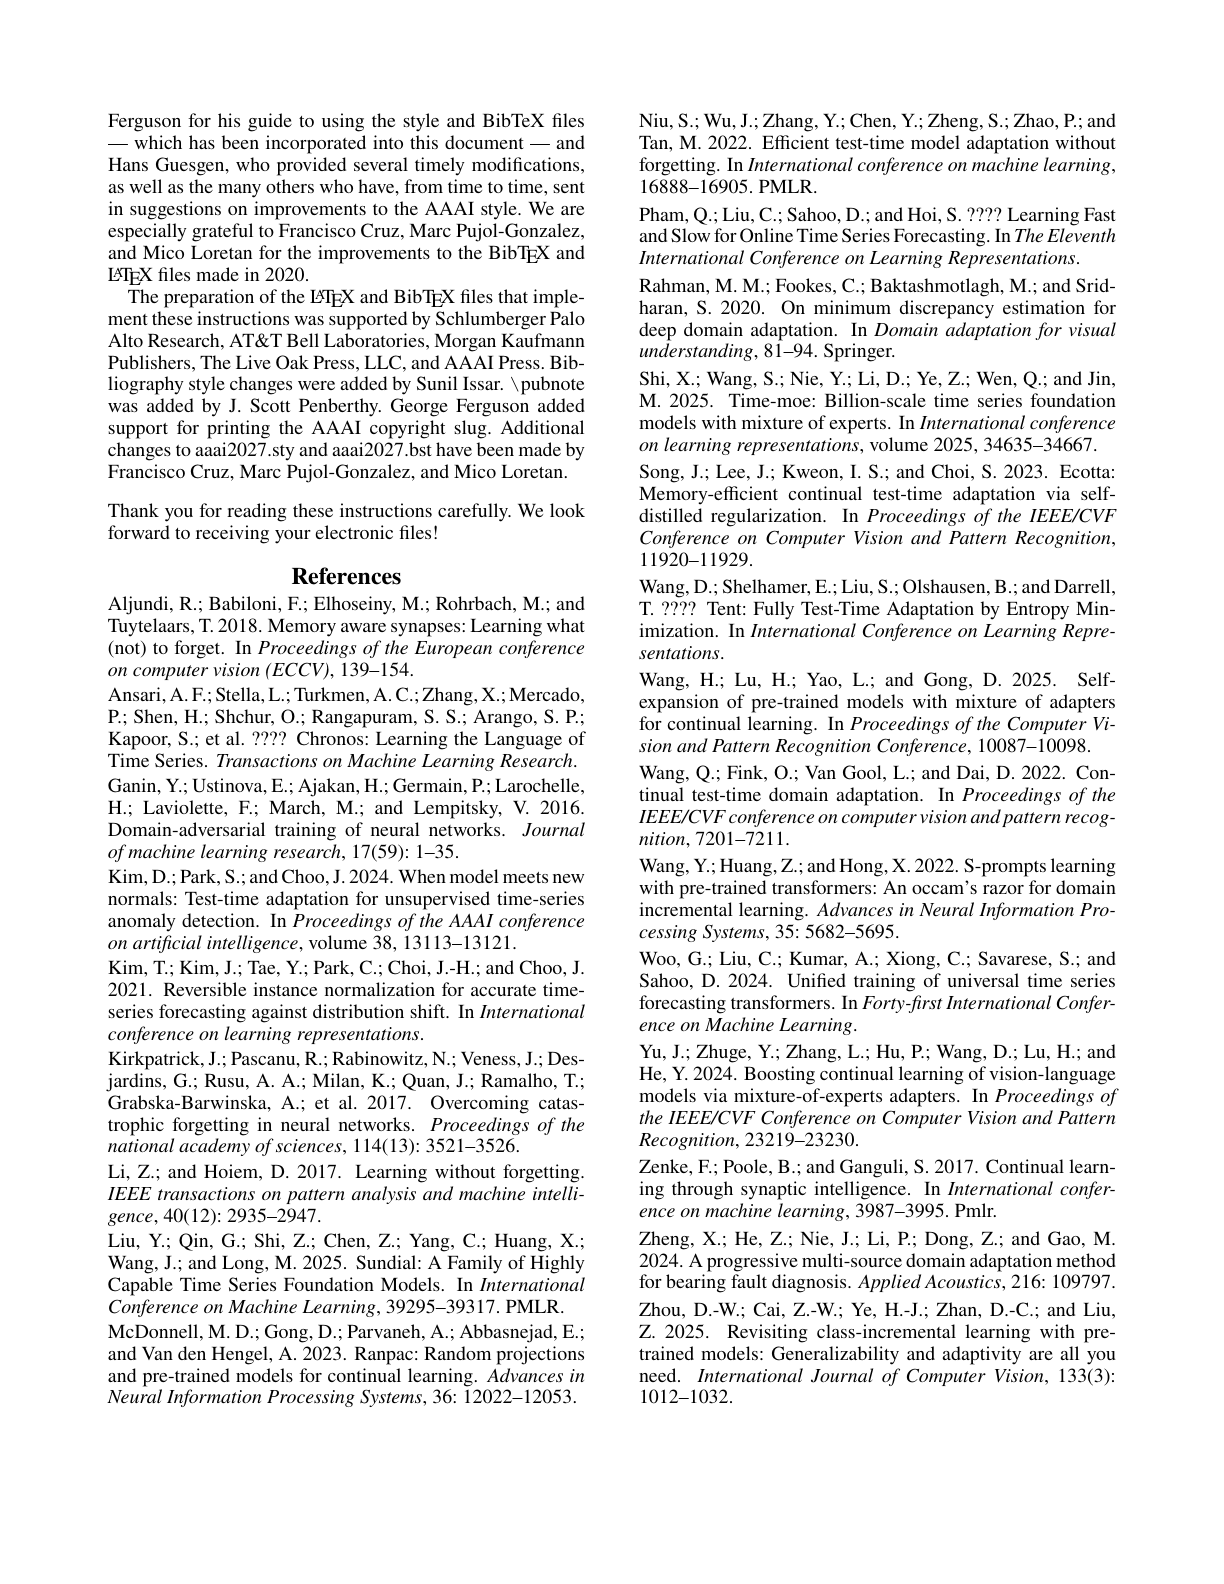 Ferguson for his guide to using the style and BibTeX files
— which has been incorporated into this document — and
Hans Guesgen, who provided several timely modifications,
as well as the many others who have, from time to time, sent
in suggestions on improvements to the AAAI style. We are
especially grateful to Francisco Cruz, Marc Pujol-Gonzalez,
and Mico Loretan for the improvements to the BibTEX and
LATEX files made in 2020.
The preparation of the LATEX and BibTEX files that imple-
ment these instructions was supported by Schlumberger Palo
Alto Research, AT&T Bell Laboratories, Morgan Kaufmann
Publishers, The Live Oak Press, LLC, and AAAI Press. Bib-
liography style changes were added by Sunil Issar. \pubnote
was added by J. Scott Penberthy. George Ferguson added
support for printing the AAAI copyright slug. Additional
changes to aaai2027.sty and aaai2027.bst have been made by
Francisco Cruz, Marc Pujol-Gonzalez, and Mico Loretan.
Thank you for reading these instructions carefully. We look
forward to receiving your electronic files!
References
Aljundi, R.; Babiloni, F.; Elhoseiny, M.; Rohrbach, M.; and
Tuytelaars, T. 2018. Memory aware synapses: Learning what
(not) to forget. In Proceedings of the European conference
on computer vision (ECCV), 139–154.
Ansari, A. F.; Stella, L.; Turkmen, A. C.; Zhang, X.; Mercado,
P.; Shen, H.; Shchur, O.; Rangapuram, S. S.; Arango, S. P.;
Kapoor, S.; et al. ???? Chronos: Learning the Language of
Time Series. Transactions on Machine Learning Research.
Ganin, Y.; Ustinova, E.; Ajakan, H.; Germain, P.; Larochelle,
H.; Laviolette, F.; March, M.; and Lempitsky, V. 2016.
Domain-adversarial training of neural networks. Journal
of machine learning research, 17(59): 1–35.
Kim, D.; Park, S.; and Choo, J. 2024. When model meets new
normals: Test-time adaptation for unsupervised time-series
anomaly detection. In Proceedings of the AAAI conference
on artificial intelligence, volume 38, 13113–13121.
Kim, T.; Kim, J.; Tae, Y.; Park, C.; Choi, J.-H.; and Choo, J.
2021. Reversible instance normalization for accurate time-
series forecasting against distribution shift. In International
conference on learning representations.
Kirkpatrick, J.; Pascanu, R.; Rabinowitz, N.; Veness, J.; Des-
jardins, G.; Rusu, A. A.; Milan, K.; Quan, J.; Ramalho, T.;
Grabska-Barwinska, A.; et al. 2017. Overcoming catas-
trophic forgetting in neural networks. Proceedings of the
national academy of sciences, 114(13): 3521–3526.
Li, Z.; and Hoiem, D. 2017. Learning without forgetting.
IEEE transactions on pattern analysis and machine intelli-
gence, 40(12): 2935–2947.
Liu, Y.; Qin, G.; Shi, Z.; Chen, Z.; Yang, C.; Huang, X.;
Wang, J.; and Long, M. 2025. Sundial: A Family of Highly
Capable Time Series Foundation Models. In International
Conference on Machine Learning, 39295–39317. PMLR.
McDonnell, M. D.; Gong, D.; Parvaneh, A.; Abbasnejad, E.;
and Van den Hengel, A. 2023. Ranpac: Random projections
and pre-trained models for continual learning. Advances in
Neural Information Processing Systems, 36: 12022–12053.
Niu, S.; Wu, J.; Zhang, Y.; Chen, Y.; Zheng, S.; Zhao, P.; and
Tan, M. 2022. Efficient test-time model adaptation without
forgetting. In International conference on machine learning,
16888–16905. PMLR.
Pham, Q.; Liu, C.; Sahoo, D.; and Hoi, S. ???? Learning Fast
and Slow for Online Time Series Forecasting. In The Eleventh
International Conference on Learning Representations.
Rahman, M. M.; Fookes, C.; Baktashmotlagh, M.; and Srid-
haran, S. 2020. On minimum discrepancy estimation for
deep domain adaptation. In Domain adaptation for visual
understanding, 81–94. Springer.
Shi, X.; Wang, S.; Nie, Y.; Li, D.; Ye, Z.; Wen, Q.; and Jin,
M. 2025. Time-moe: Billion-scale time series foundation
models with mixture of experts. In International conference
on learning representations, volume 2025, 34635–34667.
Song, J.; Lee, J.; Kweon, I. S.; and Choi, S. 2023. Ecotta:
Memory-efficient continual test-time adaptation via self-
distilled regularization. In Proceedings of the IEEE/CVF
Conference on Computer Vision and Pattern Recognition,
11920–11929.
Wang, D.; Shelhamer, E.; Liu, S.; Olshausen, B.; and Darrell,
T. ???? Tent: Fully Test-Time Adaptation by Entropy Min-
imization. In International Conference on Learning Repre-
sentations.
Wang, H.; Lu, H.; Yao, L.; and Gong, D. 2025. Self-
expansion of pre-trained models with mixture of adapters
for continual learning. In Proceedings of the Computer Vi-
sion and Pattern Recognition Conference, 10087–10098.
Wang, Q.; Fink, O.; Van Gool, L.; and Dai, D. 2022. Con-
tinual test-time domain adaptation. In Proceedings of the
IEEE/CVF conference on computer vision and pattern recog-
nition, 7201–7211.
Wang, Y.; Huang, Z.; and Hong, X. 2022. S-prompts learning
with pre-trained transformers: An occam's razor for domain
incremental learning. Advances in Neural Information Pro-
cessing Systems, 35: 5682–5695.
Woo, G.; Liu, C.; Kumar, A.; Xiong, C.; Savarese, S.; and
Sahoo, D. 2024. Unified training of universal time series
forecasting transformers. In Forty-first International Confer-
ence on Machine Learning.
Yu, J.; Zhuge, Y.; Zhang, L.; Hu, P.; Wang, D.; Lu, H.; and
He, Y. 2024. Boosting continual learning of vision-language
models via mixture-of-experts adapters. In Proceedings of
the IEEE/CVF Conference on Computer Vision and Pattern
Recognition, 23219–23230.
Zenke, F.; Poole, B.; and Ganguli, S. 2017. Continual learn-
ing through synaptic intelligence. In International confer-
ence on machine learning, 3987–3995. Pmlr.
Zheng, X.; He, Z.; Nie, J.; Li, P.; Dong, Z.; and Gao, M.
2024. A progressive multi-source domain adaptation method
for bearing fault diagnosis. Applied Acoustics, 216: 109797.
Zhou, D.-W.; Cai, Z.-W.; Ye, H.-J.; Zhan, D.-C.; and Liu,
Z. 2025. Revisiting class-incremental learning with pre-
trained models: Generalizability and adaptivity are all you
need. International Journal of Computer Vision, 133(3):
1012–1032.